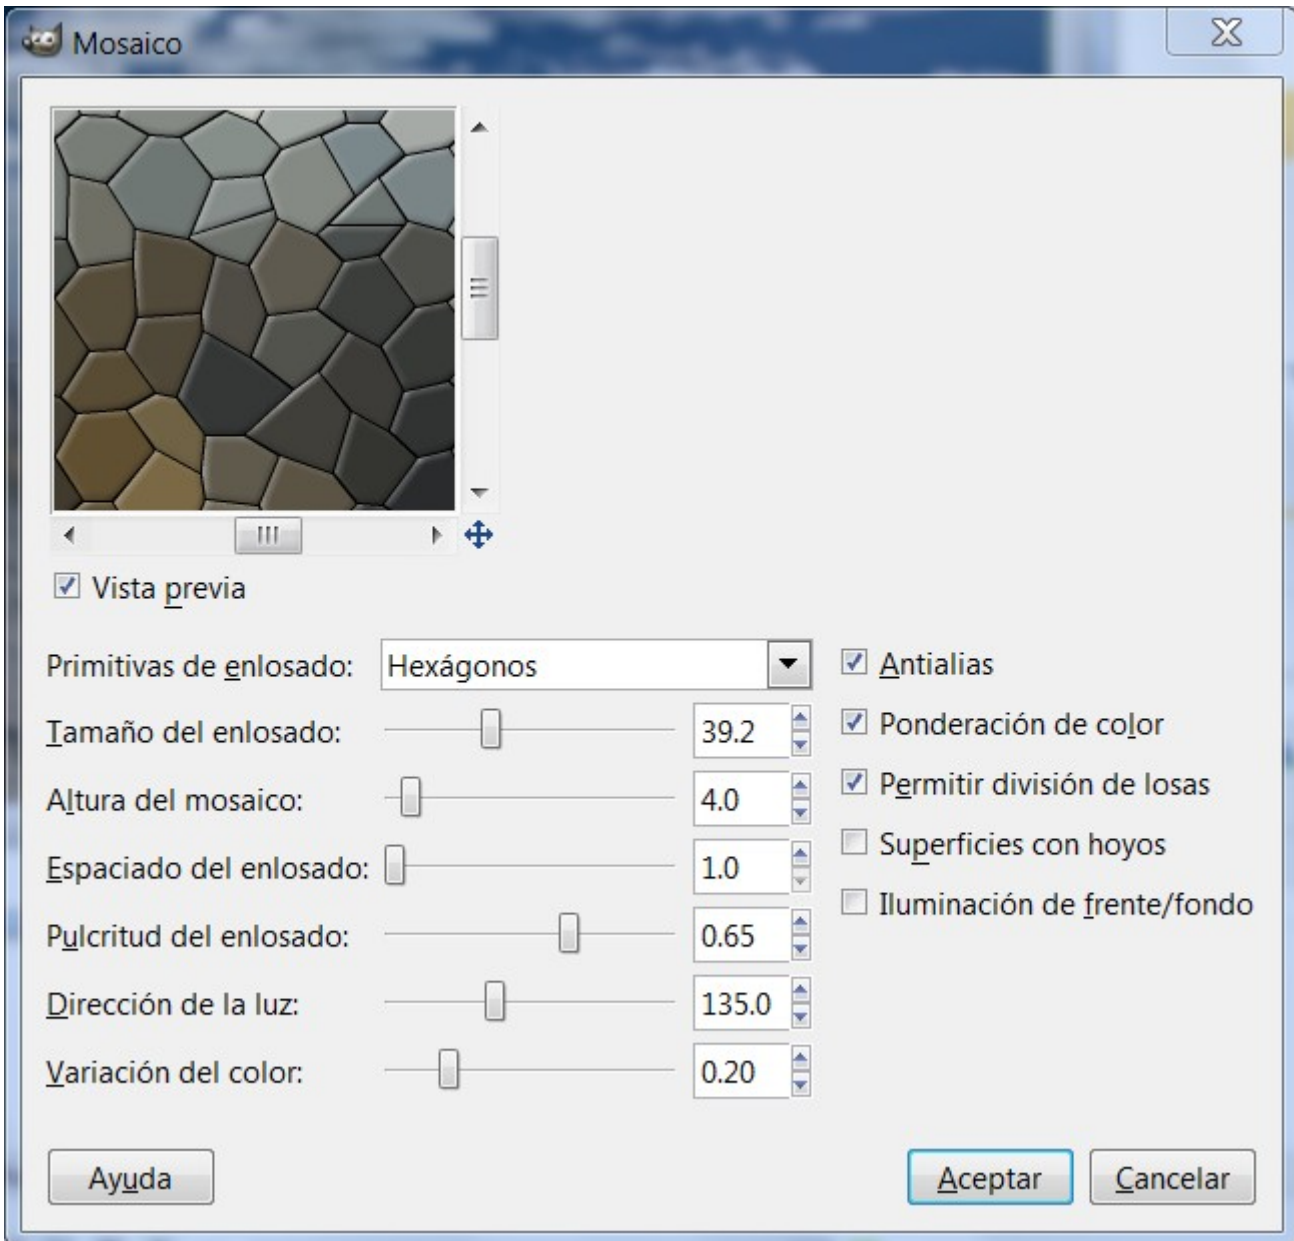 Mosaico
Vista previa
Primitivas de enlosado: Hexágonos
Antialias
Tamaño del enlosado: 39.2
Ponderación de color
Altura del mosaico: 4.0
Permitir división de losas
Espaciado del enlosado: 1.0
Superficies con hoyos
Pulcritud del enlosado: 0.65
Iluminación de frente/fondo
Dirección de la luz: 135.0
Variación del color: 0.20
Ayuda
Aceptar
Cancelar